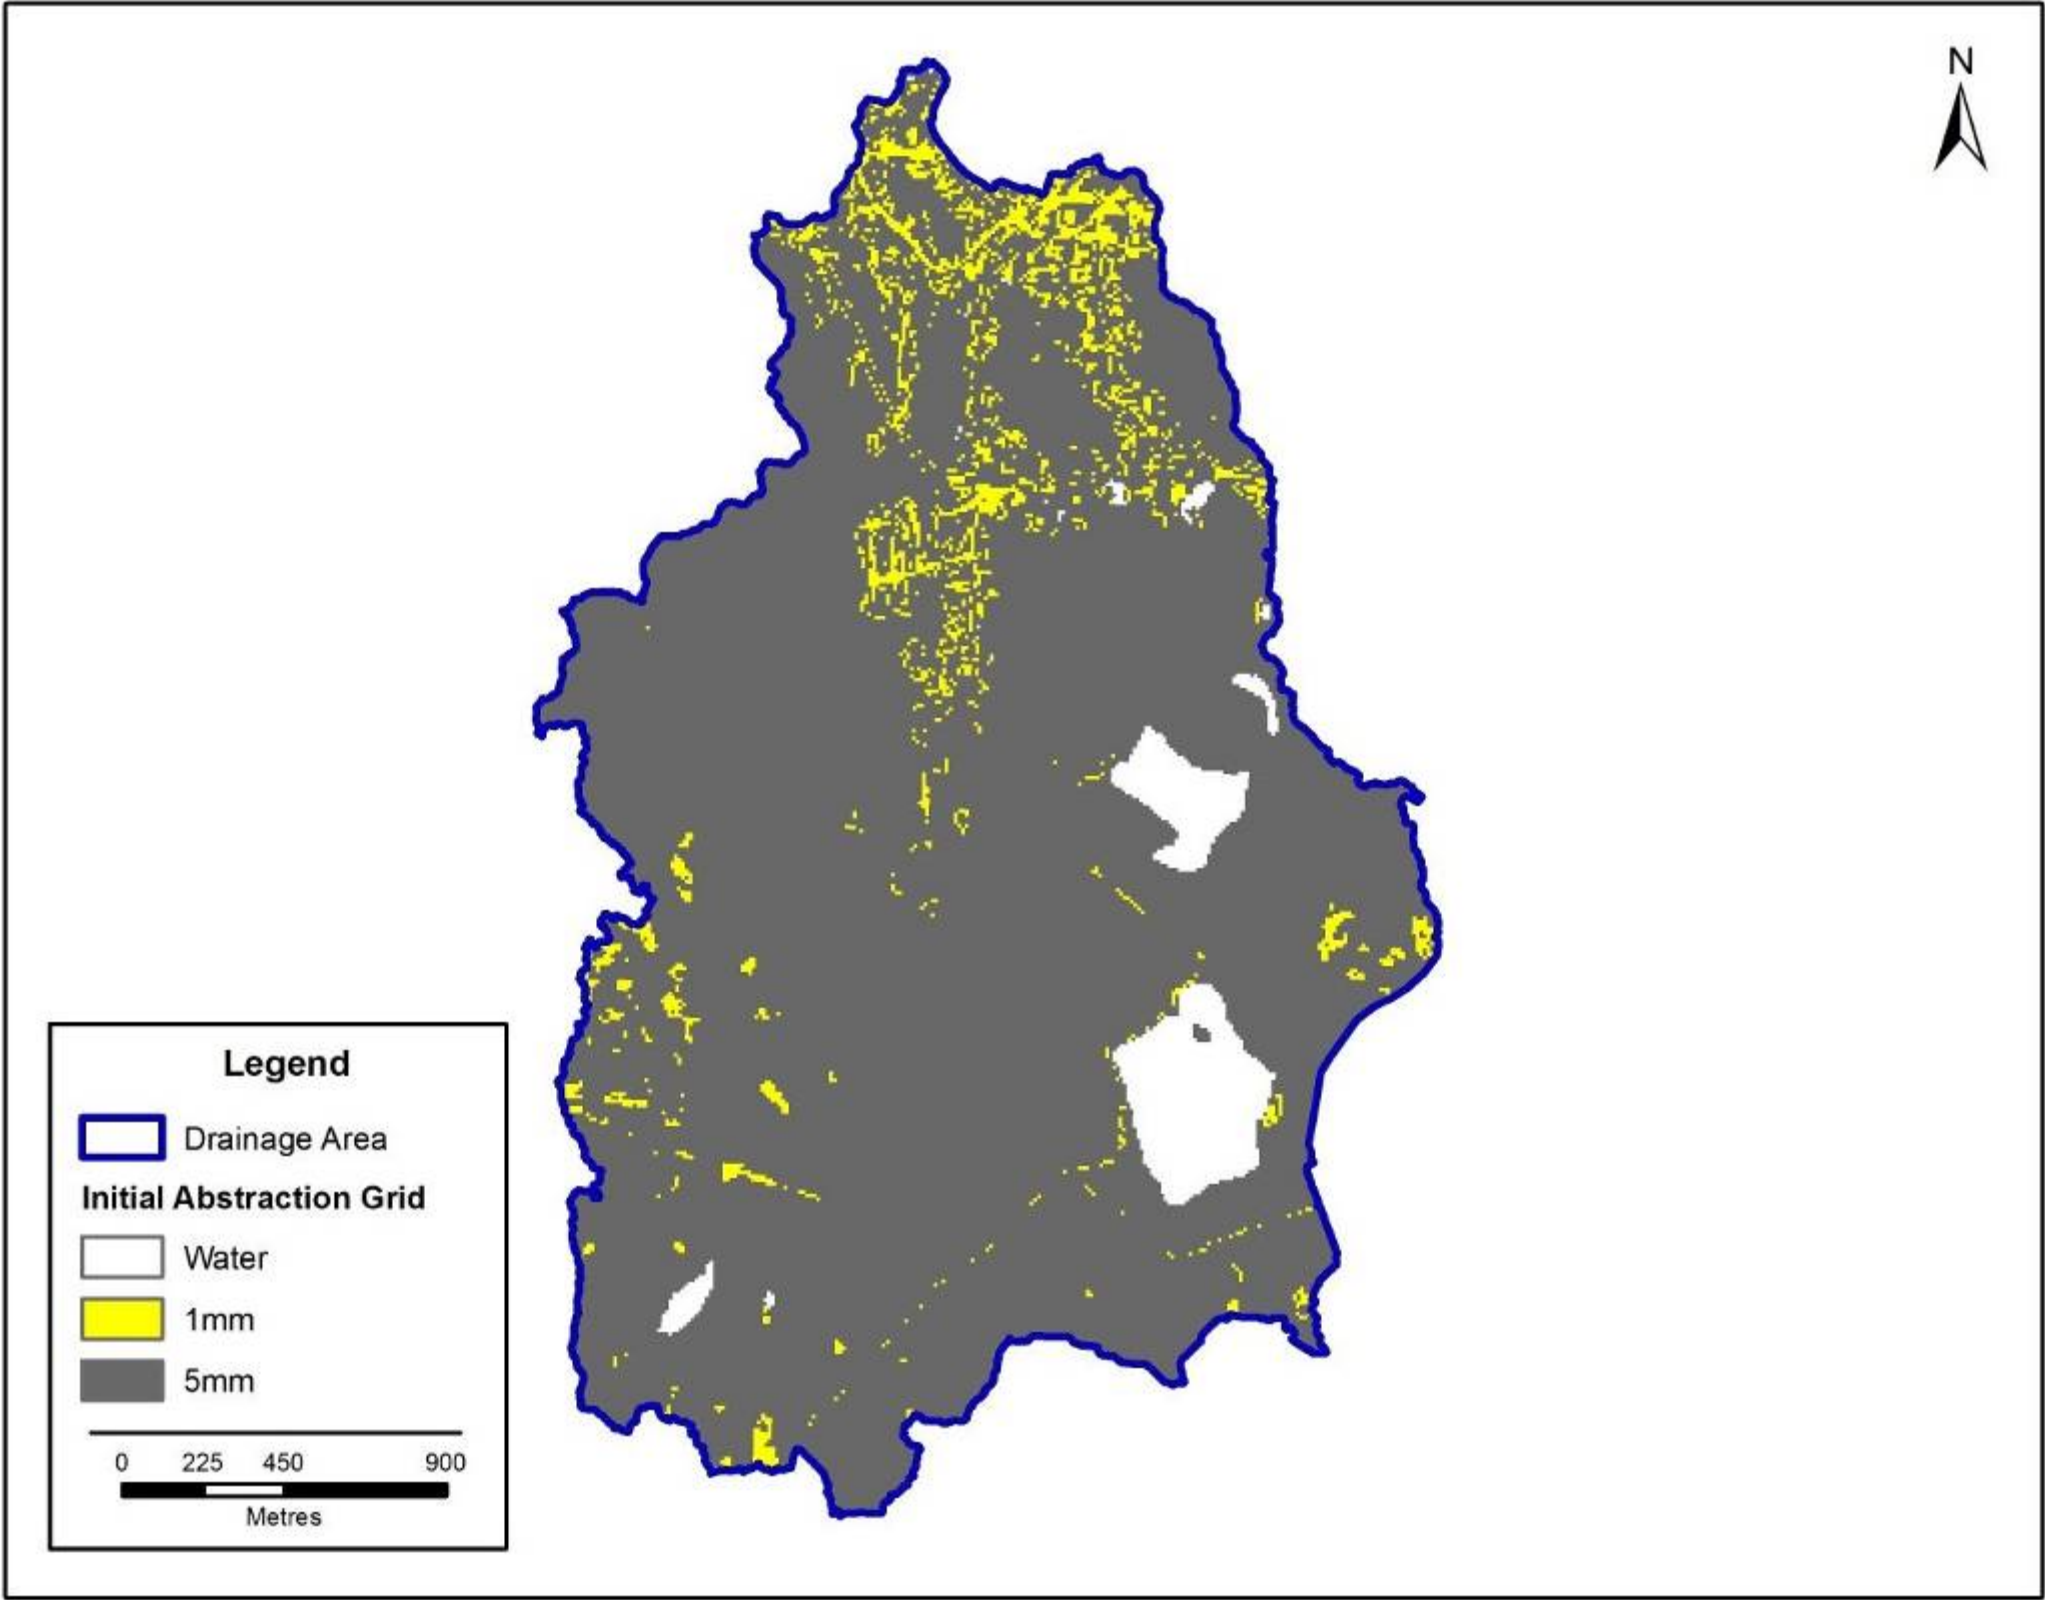 N
Legend
Drainage Area
Initial Abstraction Grid
Water
1mm
5mm
0 225 450 900
Metres